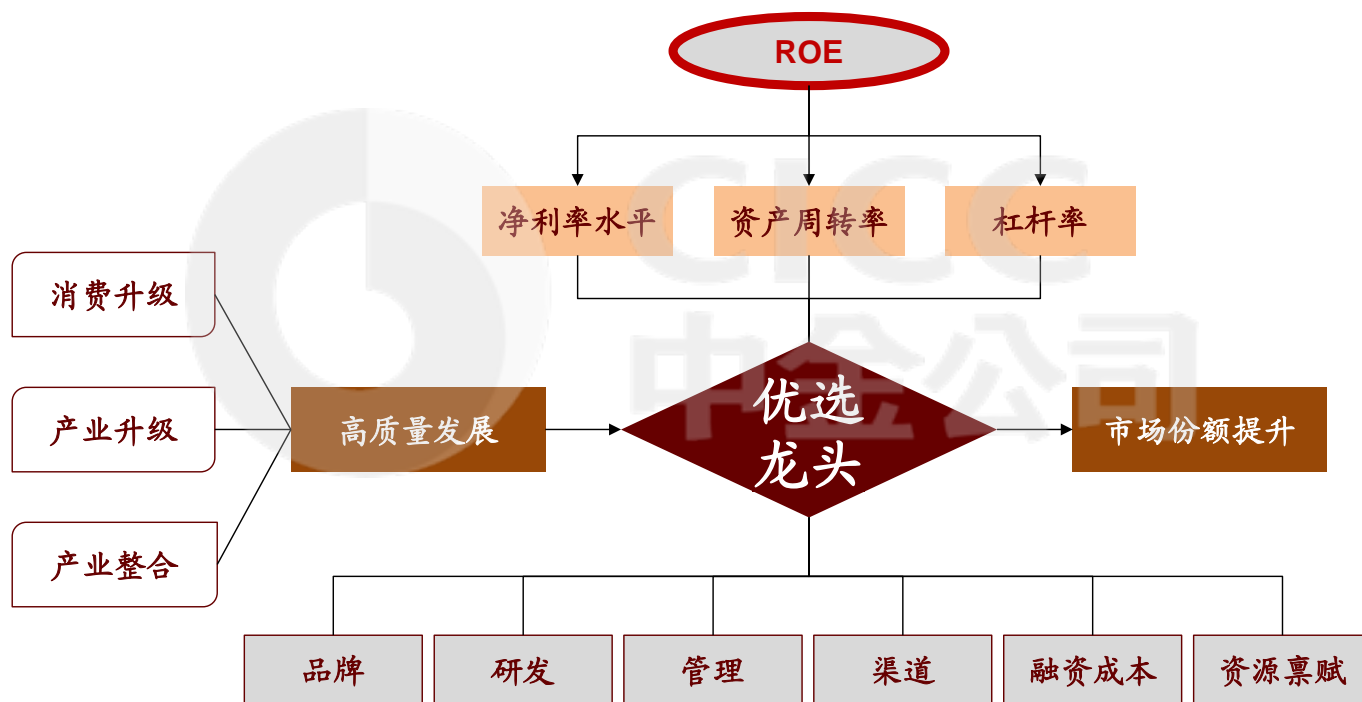 ROE
CICC
中金公司
净利率水平
资产周转率
杠杆率
消费升级
产业升级
产业整合
高质量发展
优选
龙头
市场份额提升
品牌
研发
管理
渠道
融资成本
资源禀赋